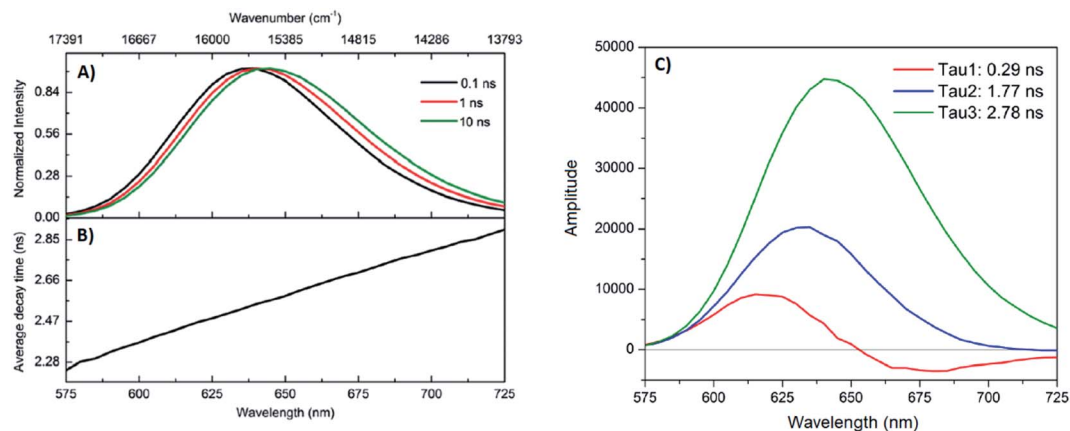 Wavenumber (cm⁻¹)
17391 16667 16000 15385 14815 14286 13793
A)
0.1 ns
1 ns
10 ns
0.84
0.56
0.28
0.00
Normalized Intensity
B)
2.85
2.66
2.47
2.28
Average decay time (ns)
575 600 625 650 675 700 725
Wavelength (nm)
C)
Tau1: 0.29 ns
Tau2: 1.77 ns
Tau3: 2.78 ns
50000
40000
30000
20000
10000
0
Amplitude
575 600 625 650 675 700 725
Wavelength (nm)